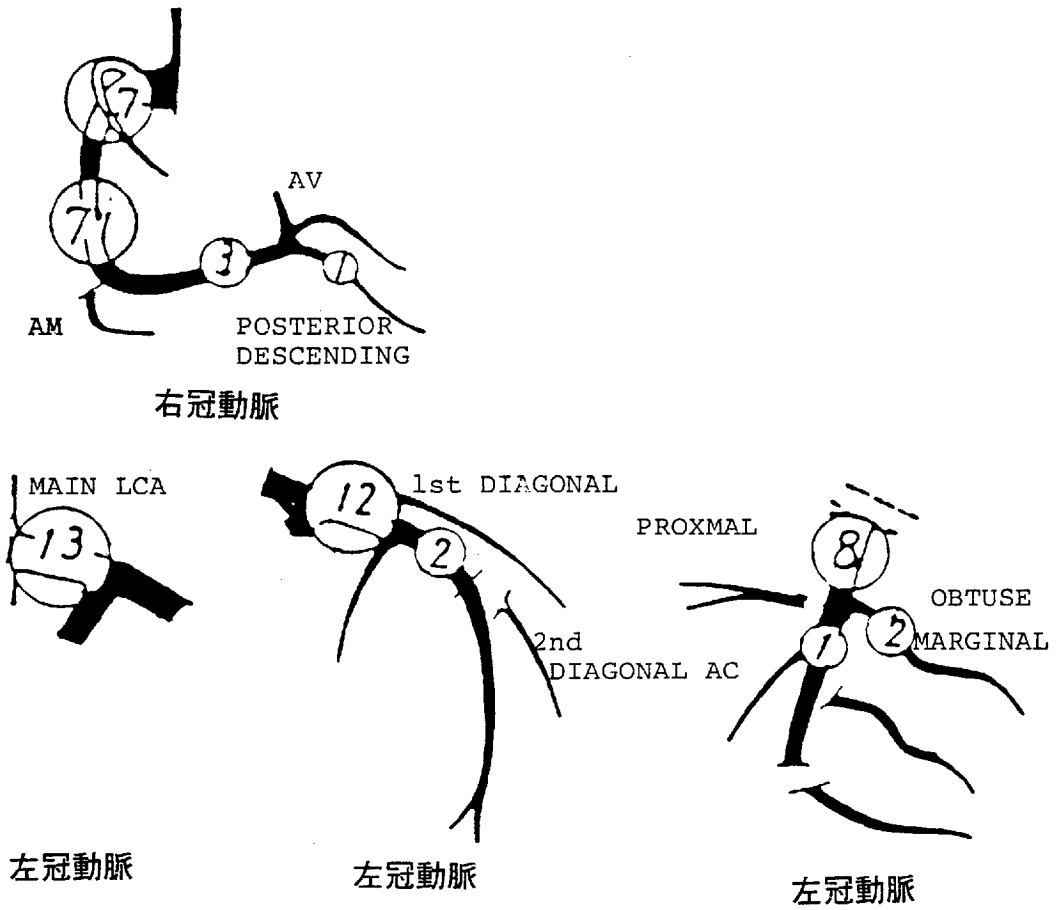 7
AV
7
3
1
AM
POSTERIOR
DESCENDING
右冠動脈
MAIN LCA
13
12
1st DIAGONAL
2
2nd
DIAGONAL AC
PROXMAL
8
OBTUSE
1
2
MARGINAL
左冠動脈
左冠動脈
左冠動脈